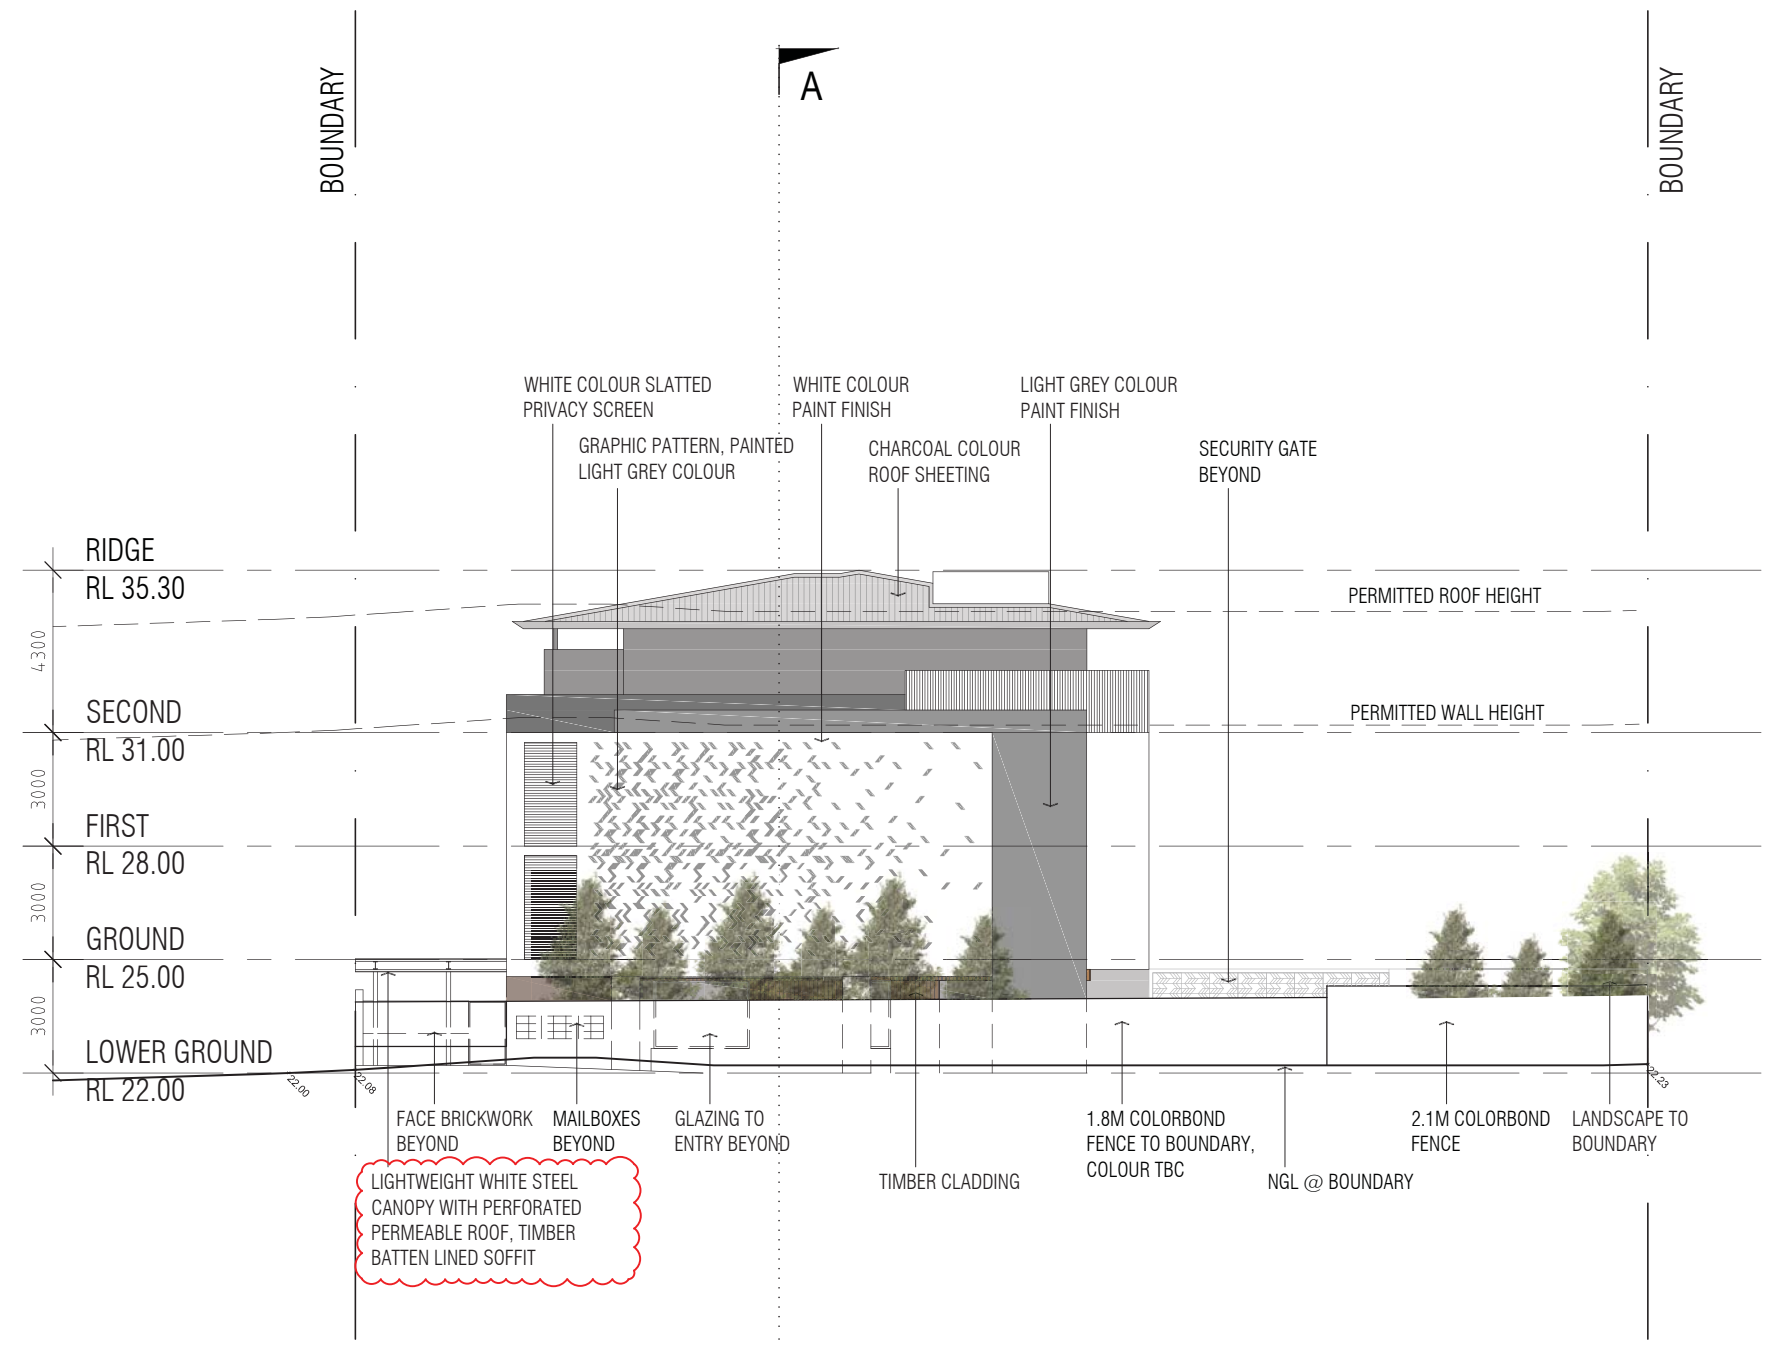 BOUNDARY
BOUNDARY
A
WHITE COLOUR SLATTED
PRIVACY SCREEN
WHITE COLOUR
PAINT FINISH
LIGHT GREY COLOUR
PAINT FINISH
GRAPHIC PATTERN, PAINTED
LIGHT GREY COLOUR
CHARCOAL COLOUR
ROOF SHEETING
SECURITY GATE
BEYOND
RIDGE
RL 35.30
PERMITTED ROOF HEIGHT
4300
SECOND
RL 31.00
PERMITTED WALL HEIGHT
3000
FIRST
RL 28.00
3000
GROUND
RL 25.00
3000
LOWER GROUND
RL 22.00
22.00
22.08
22.23
FACE BRICKWORK
BEYOND
MAILBOXES
BEYOND
GLAZING TO
ENTRY BEYOND
1.8M COLORBOND
FENCE TO BOUNDARY,
COLOUR TBC
2.1M COLORBOND
FENCE
LANDSCAPE TO
BOUNDARY
TIMBER CLADDING
NGL @ BOUNDARY
LIGHTWEIGHT WHITE STEEL
CANOPY WITH PERFORATED
PERMEABLE ROOF, TIMBER
BATTEN LINED SOFFIT